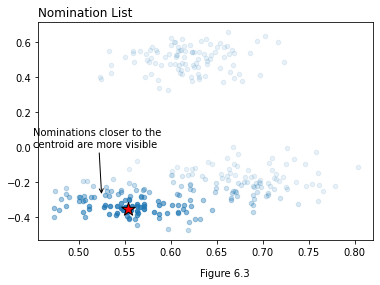 Nomination List
0.6
0.4
0.2
0.0
−0.2
−0.4
Nominations closer to the
centroid are more visible
0.50 0.55 0.60 0.65 0.70 0.75 0.80
Figure 6.3